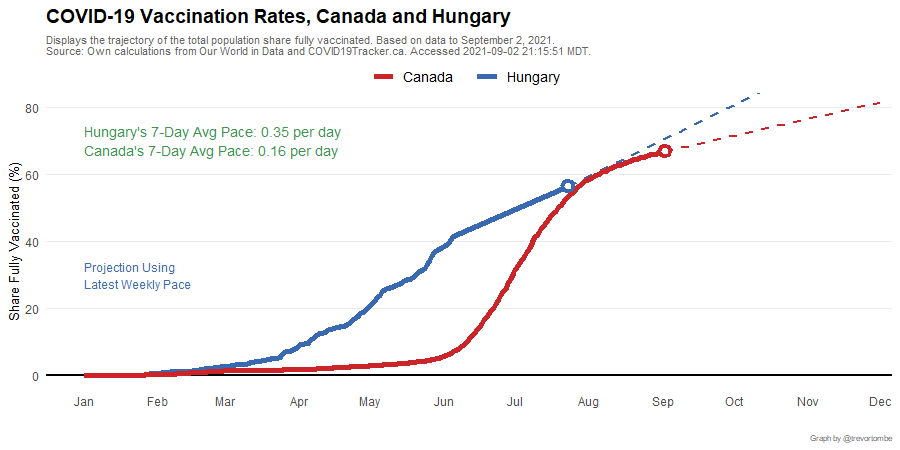 COVID-19 Vaccination Rates, Canada and Hungary
Displays the trajectory of the total population share fully vaccinated. Based on data to September 2, 2021.
Source: Own calculations from Our World in Data and COVID19Tracker.ca. Accessed 2021-09-02 21:15:51 MDT.
Canada Hungary
Hungary's 7-Day Avg Pace: 0.35 per day
Canada's 7-Day Avg Pace: 0.16 per day
Projection Using
Latest Weekly Pace
Share Fully Vaccinated (%)
80
60
40
20
0
Jan Feb Mar Apr May Jun Jul Aug Sep Oct Nov Dec
Graph by @trevortombe